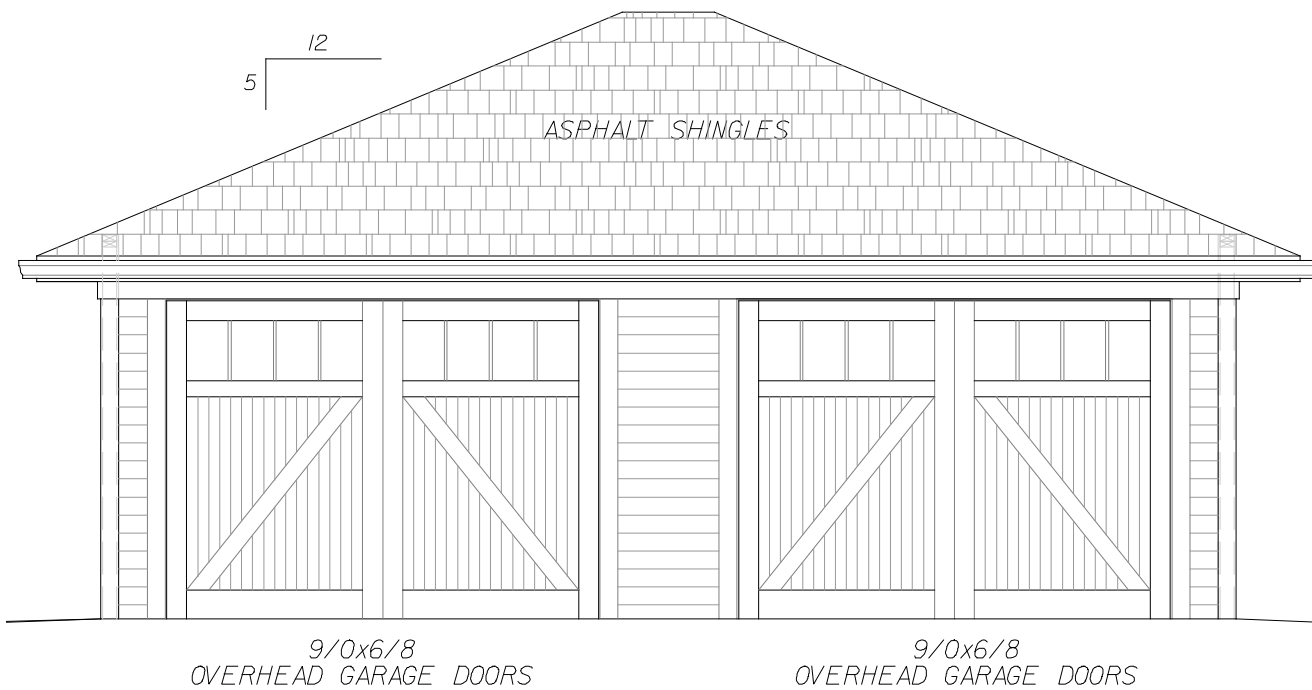 12
5
ASPHALT SHINGLES
9/0x6/8
OVERHEAD GARAGE DOORS
9/0x6/8
OVERHEAD GARAGE DOORS